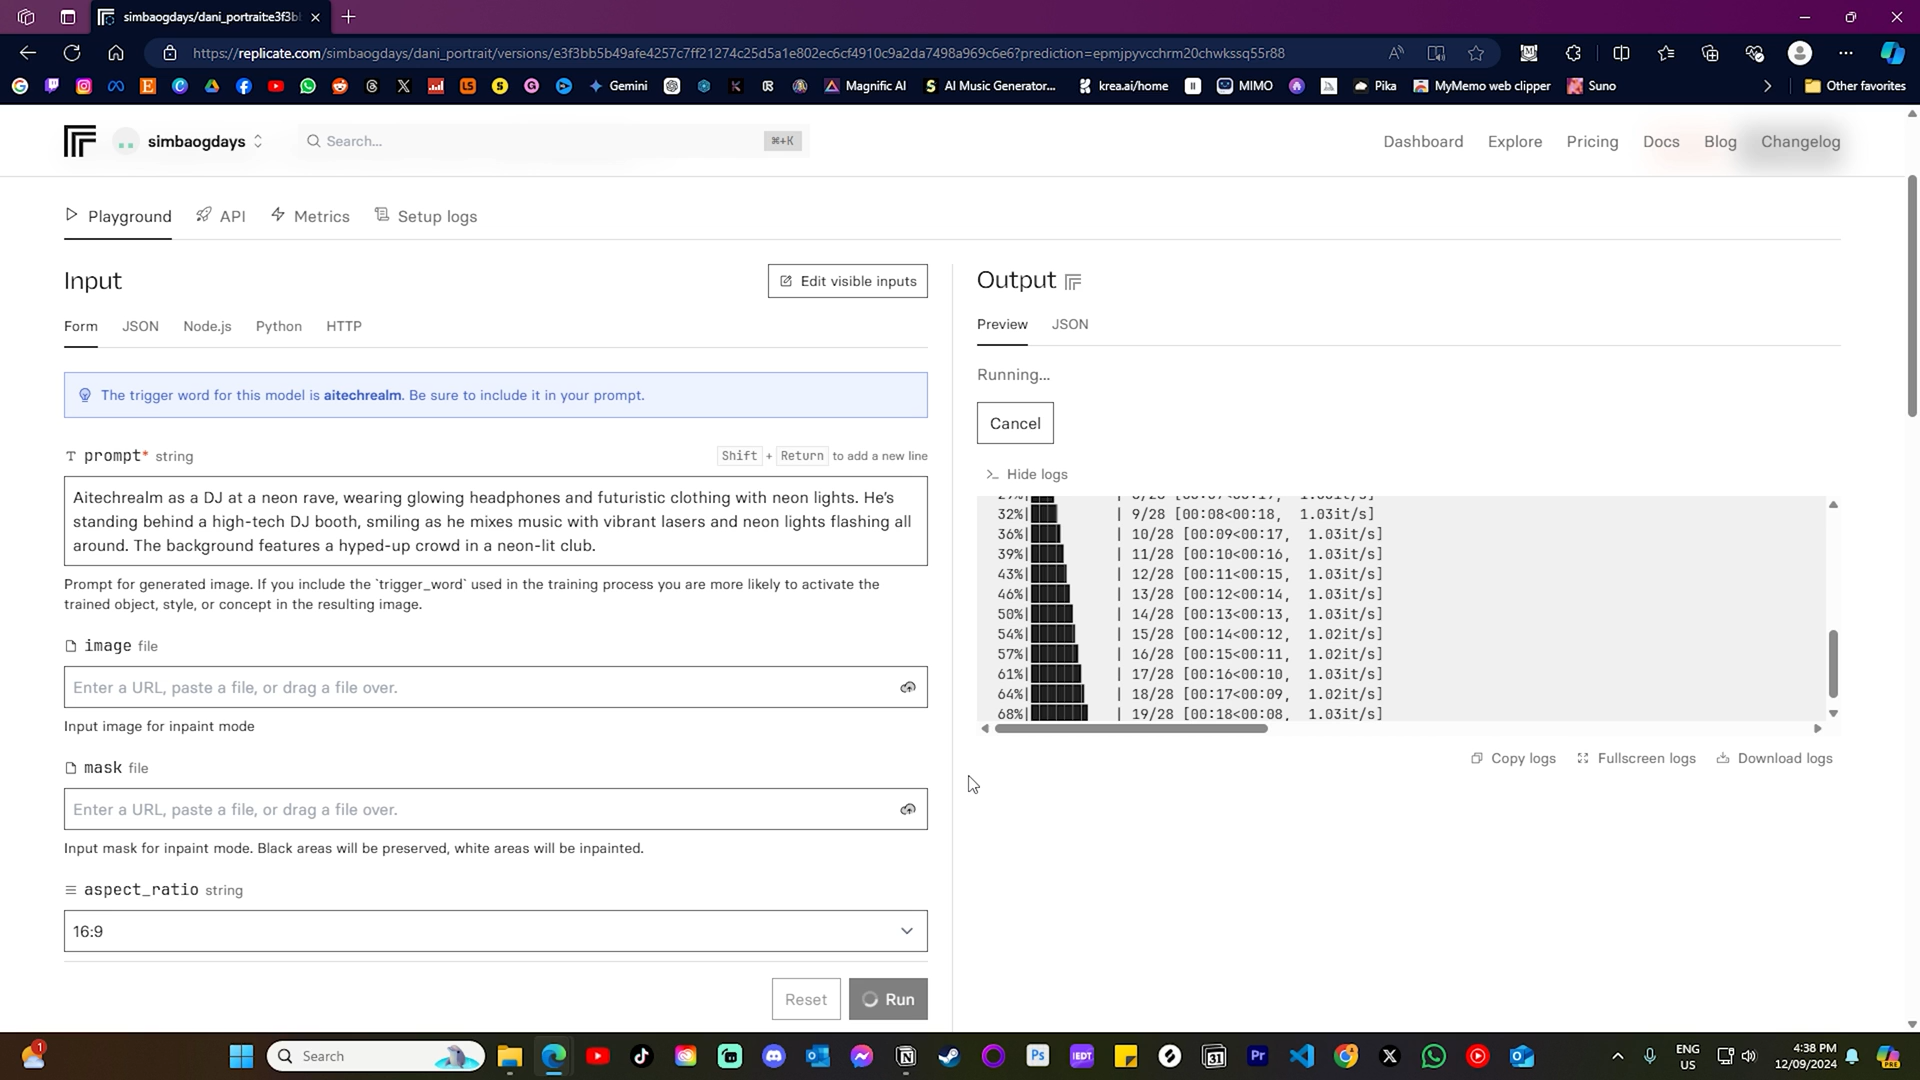 simbaogdays/dani_portrait:e3f3bb
https://replicate.com/simbaogdays/dani_portrait/versions/e3f3bb5b49afe4257c7ff21274c25d5a1e802ec6cf4910c9a2da7498a969c6e6?prediction=epmjpyvcchrm20chwkssq55r88
Gemini
Magnific AI
AI Music Generator...
krea.ai/home
MIMO
Pika
MyMemo web clipper
Suno
Other favorites
simbaogdays
Search...
⌘+K
Dashboard
Explore
Pricing
Docs
Blog
Changelog
Playground
API
Metrics
Setup logs
Input
Edit visible inputs
Form
JSON
Node.js
Python
HTTP
The trigger word for this model is aitechrealm. Be sure to include it in your prompt.
T prompt* string
Shift + Return to add a new line
Aitechrealm as a DJ at a neon rave, wearing glowing headphones and futuristic clothing with neon lights. He's
standing behind a high-tech DJ booth, smiling as he mixes music with vibrant lasers and neon lights flashing all
around. The background features a hyped-up crowd in a neon-lit club.
Prompt for generated image. If you include the `trigger_word` used in the training process you are more likely to activate the
trained object, style, or concept in the resulting image.
image file
Enter a URL, paste a file, or drag a file over.
Input image for inpaint mode
mask file
Enter a URL, paste a file, or drag a file over.
Input mask for inpaint mode. Black areas will be preserved, white areas will be inpainted.
aspect_ratio string
16:9
Reset
Run
Output
Preview
JSON
Running...
Cancel
Hide logs
32%| | 9/28 [00:08<00:18, 1.03it/s]
36%| | 10/28 [00:09<00:17, 1.03it/s]
39%| | 11/28 [00:10<00:16, 1.03it/s]
43%| | 12/28 [00:11<00:15, 1.03it/s]
46%| | 13/28 [00:12<00:14, 1.03it/s]
50%| | 14/28 [00:13<00:13, 1.03it/s]
54%| | 15/28 [00:14<00:12, 1.02it/s]
57%| | 16/28 [00:15<00:11, 1.02it/s]
61%| | 17/28 [00:16<00:10, 1.03it/s]
64%| | 18/28 [00:17<00:09, 1.02it/s]
68%| | 19/28 [00:18<00:08, 1.03it/s]
Copy logs
Fullscreen logs
Download logs
Search
ENG
US
4:38 PM
12/09/2024